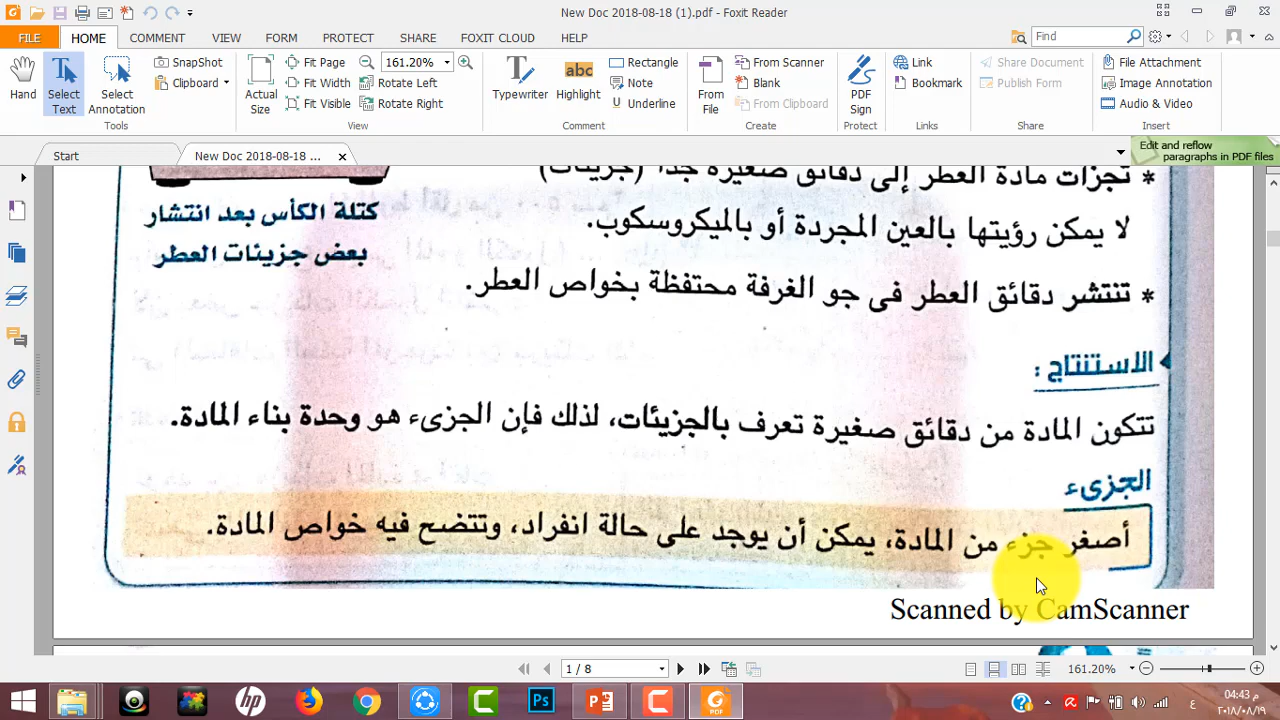 New Doc 2018-08-18 (1).pdf - Foxit Reader
FILE HOME COMMENT VIEW FORM PROTECT SHARE FOXIT CLOUD HELP
Find
Hand
Select Text
Select Annotation
SnapShot
Clipboard
Tools
Actual Size
Fit Page
Fit Width
Fit Visible
161.20%
Rotate Left
Rotate Right
View
Typewriter
Highlight
Rectangle
Note
Underline
Comment
From File
From Scanner
Blank
From Clipboard
Create
PDF Sign
Protect
Link
Bookmark
Links
Share Document
Publish Form
Share
File Attachment
Image Annotation
Audio & Video
Insert
Start
New Doc 2018-08-18 ...
Edit and reflow
paragraphs in PDF files
* تجزأت مادة العطر إلى دقائق صغيرة جدًا (جزيئات)
لا يمكن رؤيتها بالعين المجردة أو بالميكروسكوب.
* تنتشر دقائق العطر فى جو الغرفة محتفظة بخواص العطر.
كتلة الكأس بعد انتشار
بعض جزيئات العطر
الاستنتاج :
تتكون المادة من دقائق صغيرة تعرف بالجزيئات، لذلك فإن الجزىء هو وحدة بناء المادة.
الجزىء
أصغر جزء من المادة، يمكن أن يوجد على حالة انفراد، وتتضح فيه خواص المادة.
Scanned by CamScanner
1 / 8
161.20%
hp
Ps
PDF
ع
04:43 م
٢٠١٨/٠٨/١٩